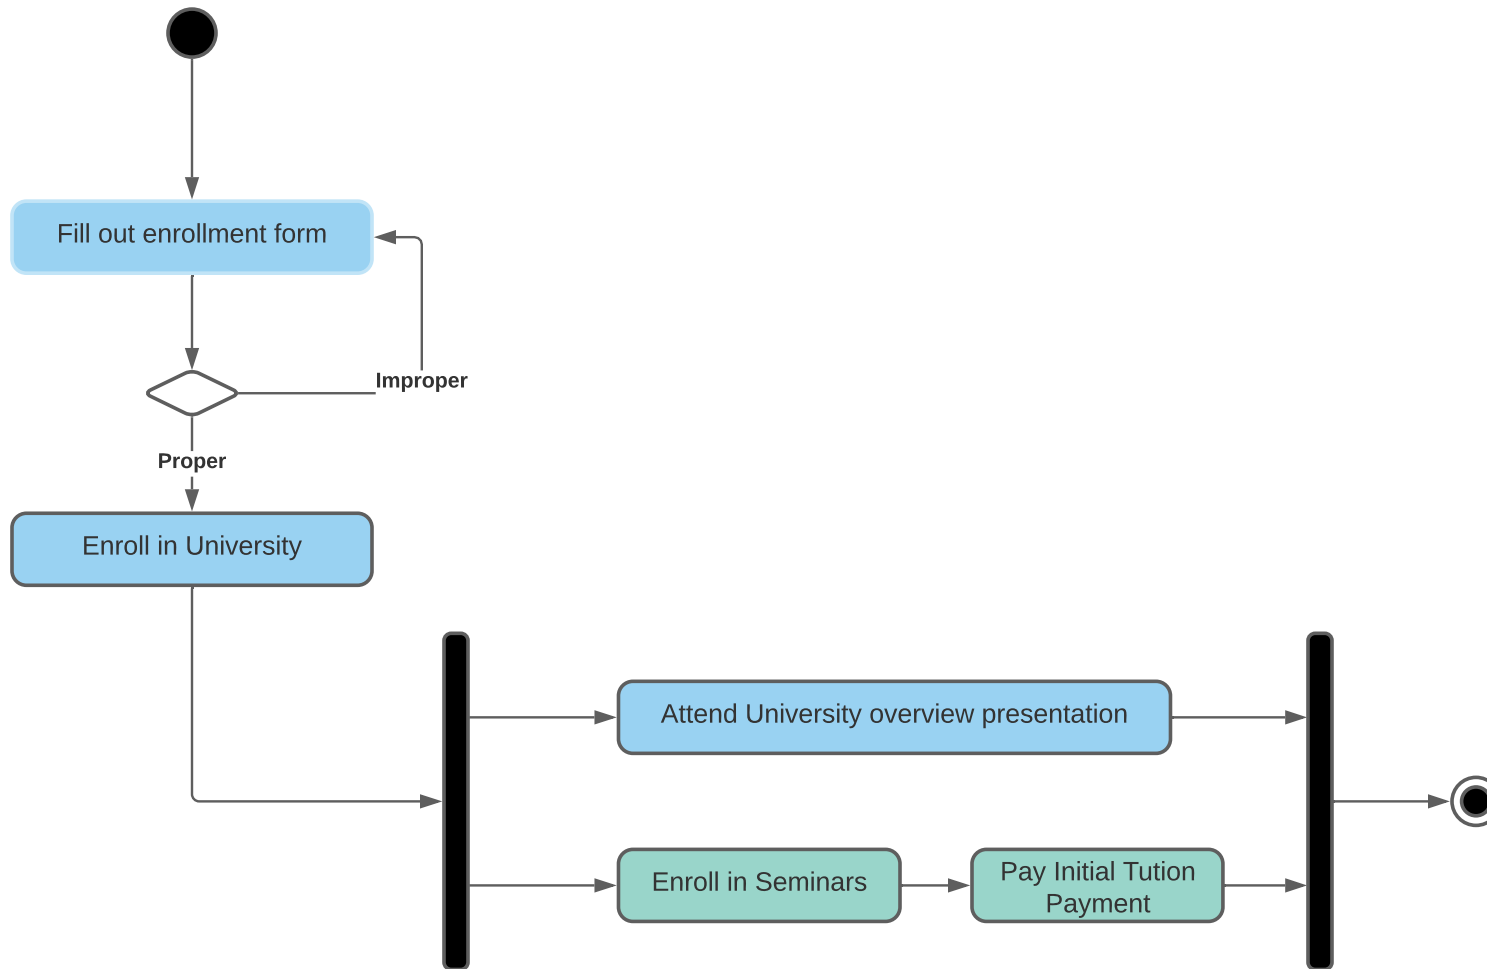 Fill out enrollment form
Improper
Proper
Enroll in University
Attend University overview presentation
Enroll in Seminars
Pay Initial Tution
Payment